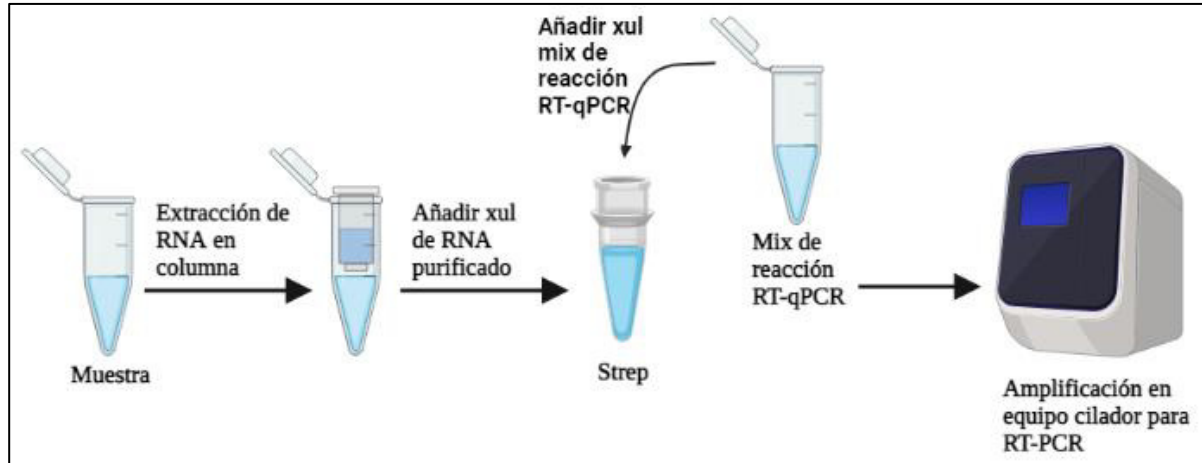 Muestra
Extracción de
RNA en
columna
Añadir xul
de RNA
purificado
Añadir xul
mix de
reacción
RT-qPCR
Strep
Mix de
reacción
RT-qPCR
Amplificación en
equipo cilador para
RT-PCR